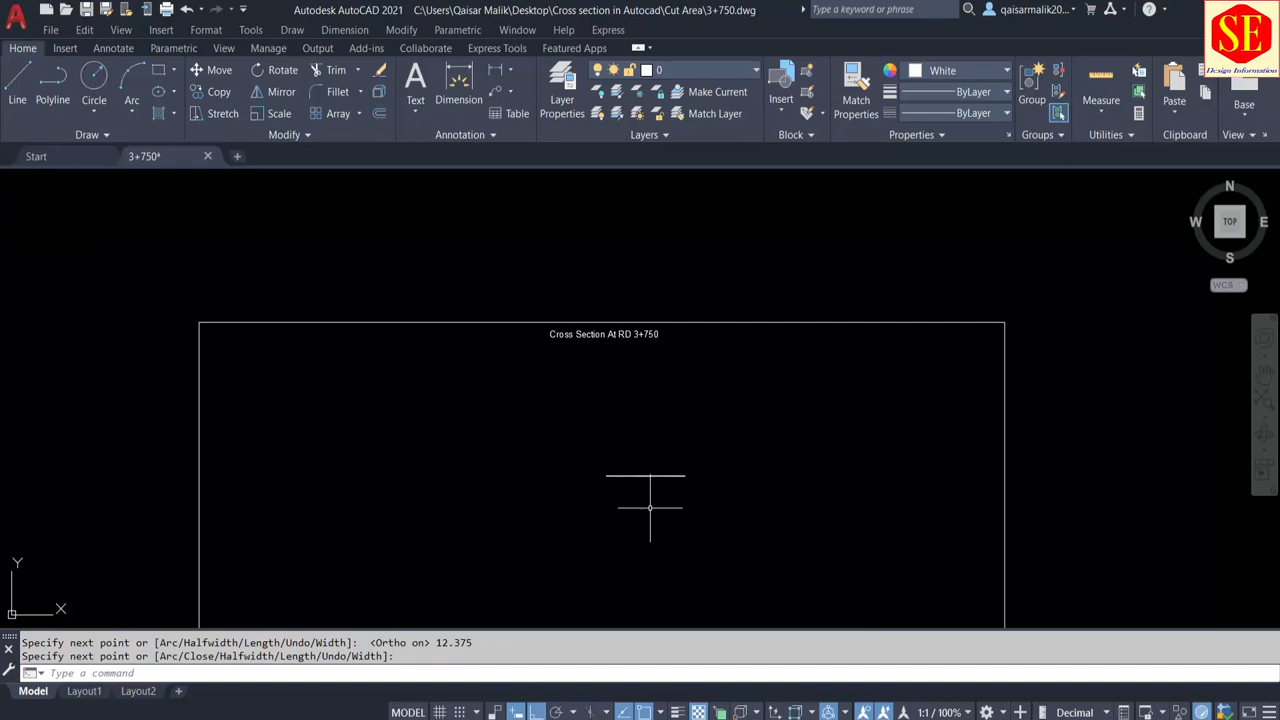 Autodesk AutoCAD 2021 C:\Users\Qaisar Malik\Desktop\Cross section in Autocad\Cut Area\3+750.dwg
Type a keyword or phrase
qaisarmalik20...
File Edit View Insert Format Tools Draw Dimension Modify Parametric Window Help Express
SE
Design Information
Home Insert Annotate Parametric View Manage Output Add-ins Collaborate Express Tools Featured Apps
Line Polyline Circle Arc
Move Rotate Trim
Copy Mirror Fillet
Stretch Scale Array
Text Dimension Table
Layer Properties
0
Make Current
Match Layer
Insert
Match Properties
White
ByLayer
ByLayer
Group
Measure
Paste
Base
Draw Modify Annotation Layers Block Properties Groups Utilities Clipboard View
Start 3+750*
N
W TOP E
S
WCS
Cross Section At RD 3+750
Y
X
Specify next point or [Arc/Halfwidth/Length/Undo/Width]: <Ortho on> 12.375
Specify next point or [Arc/Close/Halfwidth/Length/Undo/Width]:
Type a command
Model Layout1 Layout2
MODEL 1:1 / 100% Decimal